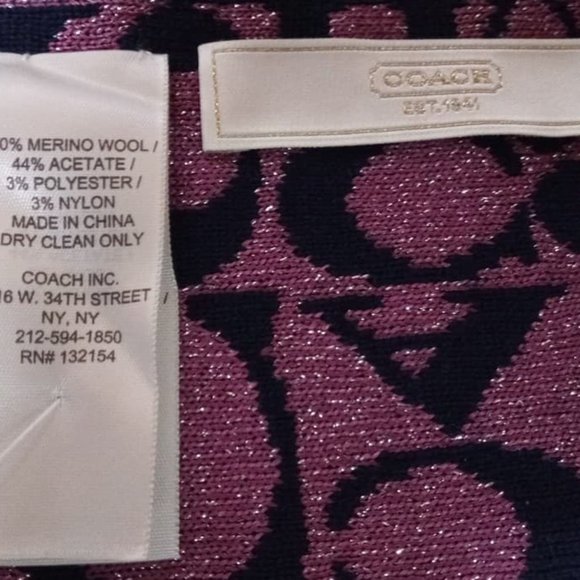 0% MERINO WOOL /
44% ACETATE /
3% POLYESTER /
3% NYLON
MADE IN CHINA
DRY CLEAN ONLY
COACH INC.
16 W. 34TH STREET /
NY, NY
212-594-1850
RN# 132154
COACH
EST. 1941